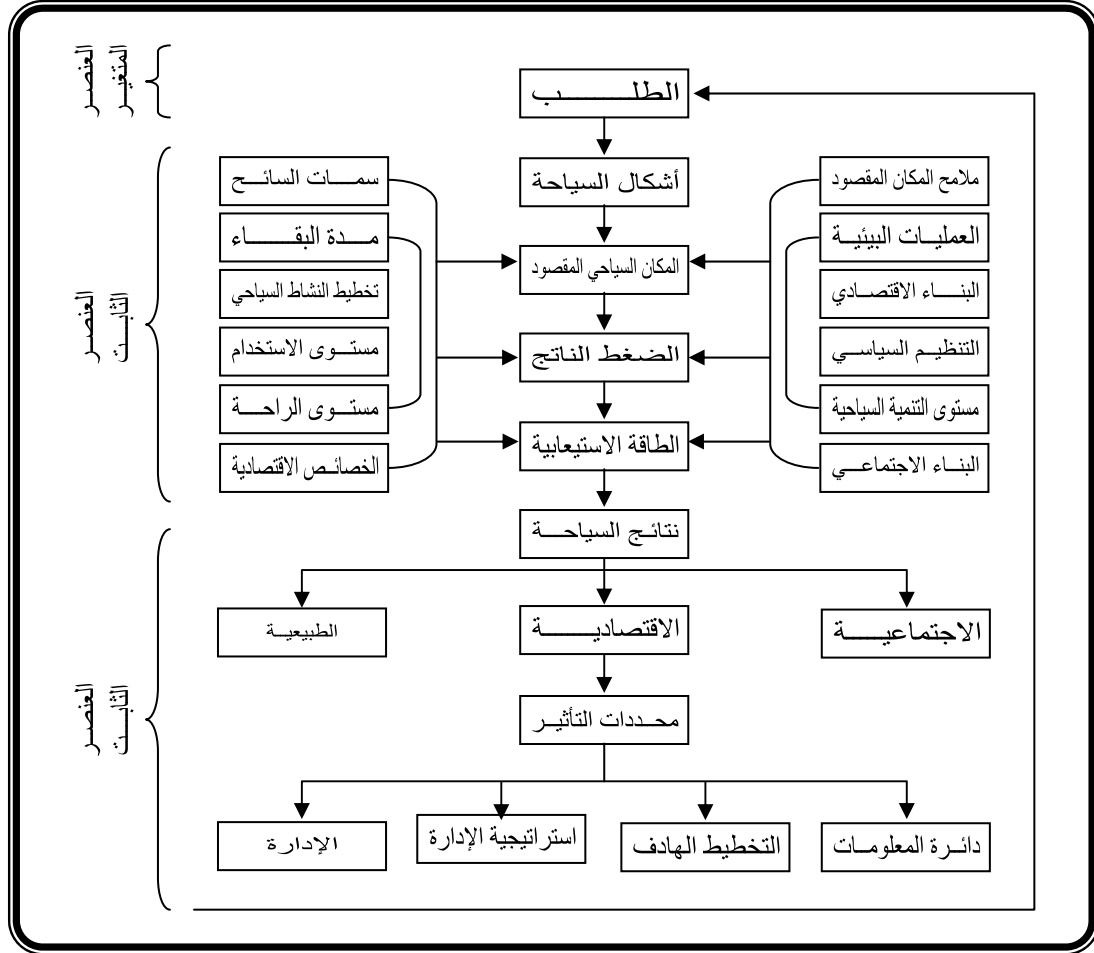 العنصر
المتغير
الطلب
ملامح المكان المقصود
أشكال السياحة
سمات السائح
العمليات البيئية
مدة البقاء
المكان السياحي المقصود
البناء الاقتصادي
تخطيط النشاط السياحي
العنصر
الثابت
التنظيم السياسي
الضغط الناتج
مستوى الاستخدام
مستوى التنمية السياحية
مستوى الراحة
الطاقة الاستيعابية
البناء الاجتماعي
الخصائص الاقتصادية
نتائج السياحة
الاجتماعية
الاقتصادية
الطبيعية
العنصر
الثابت
محددات التأثير
دائرة المعلومات
التخطيط الهادف
استراتيجية الإدارة
الإدارة